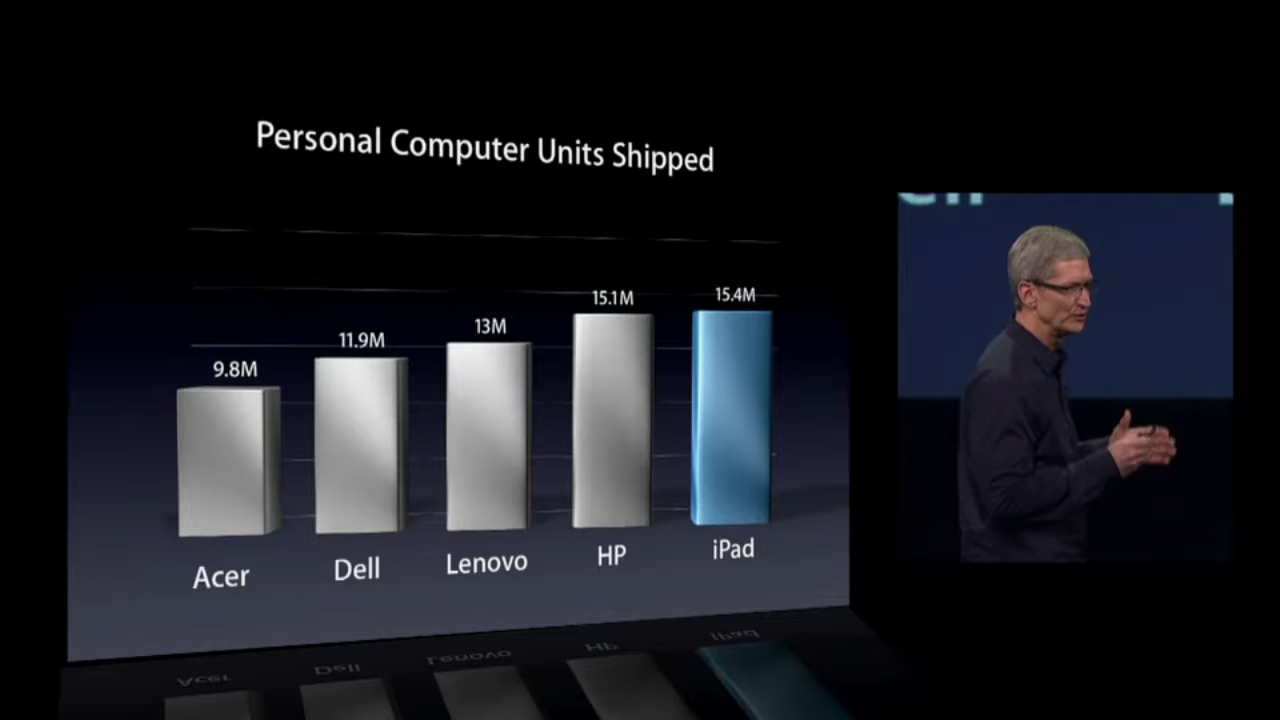 Personal Computer Units Shipped
9.8M
11.9M
13M
15.1M
15.4M
Acer
Dell
Lenovo
HP
iPad